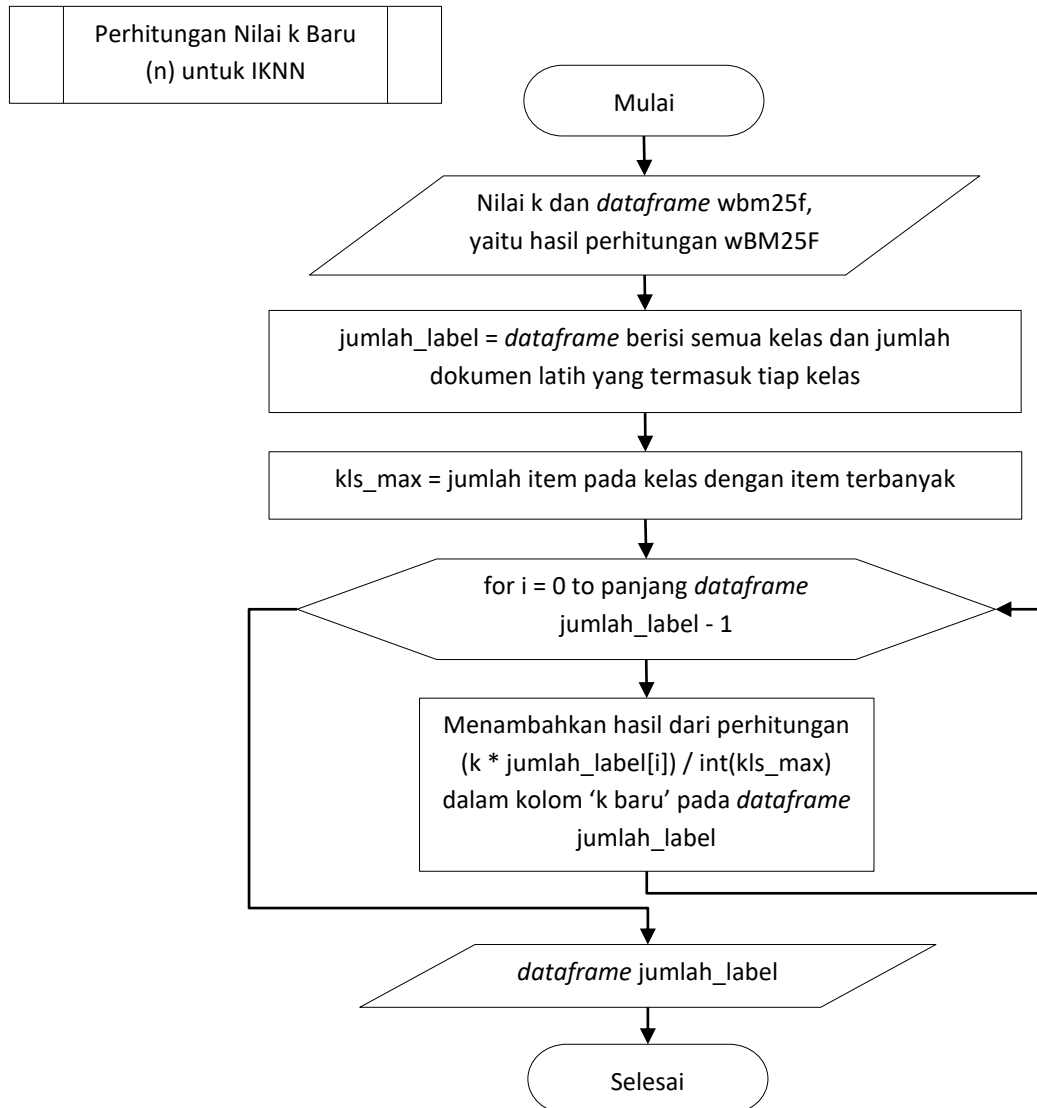 Perhitungan Nilai k Baru
(n) untuk IKNN
Mulai
Nilai k dan dataframe wbm25f,
yaitu hasil perhitungan wBM25F
jumlah_label = dataframe berisi semua kelas dan jumlah
dokumen latih yang termasuk tiap kelas
kls_max = jumlah item pada kelas dengan item terbanyak
for i = 0 to panjang dataframe
jumlah_label - 1
Menambahkan hasil dari perhitungan
(k * jumlah_label[i]) / int(kls_max)
dalam kolom ‘k baru’ pada dataframe
jumlah_label
dataframe jumlah_label
Selesai